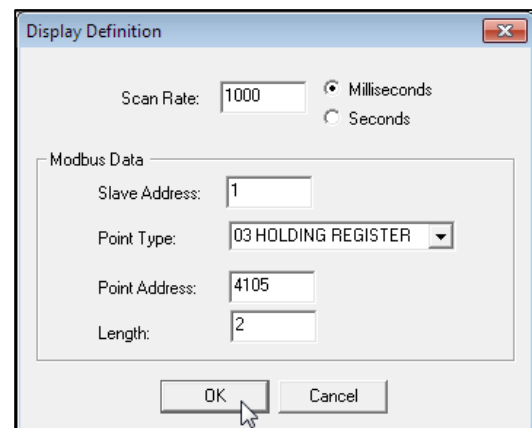 Display Definition
Scan Rate: 1000 Milliseconds
Seconds
Modbus Data
Slave Address: 1
Point Type: 03 HOLDING REGISTER
Point Address: 4105
Length: 2
OK Cancel